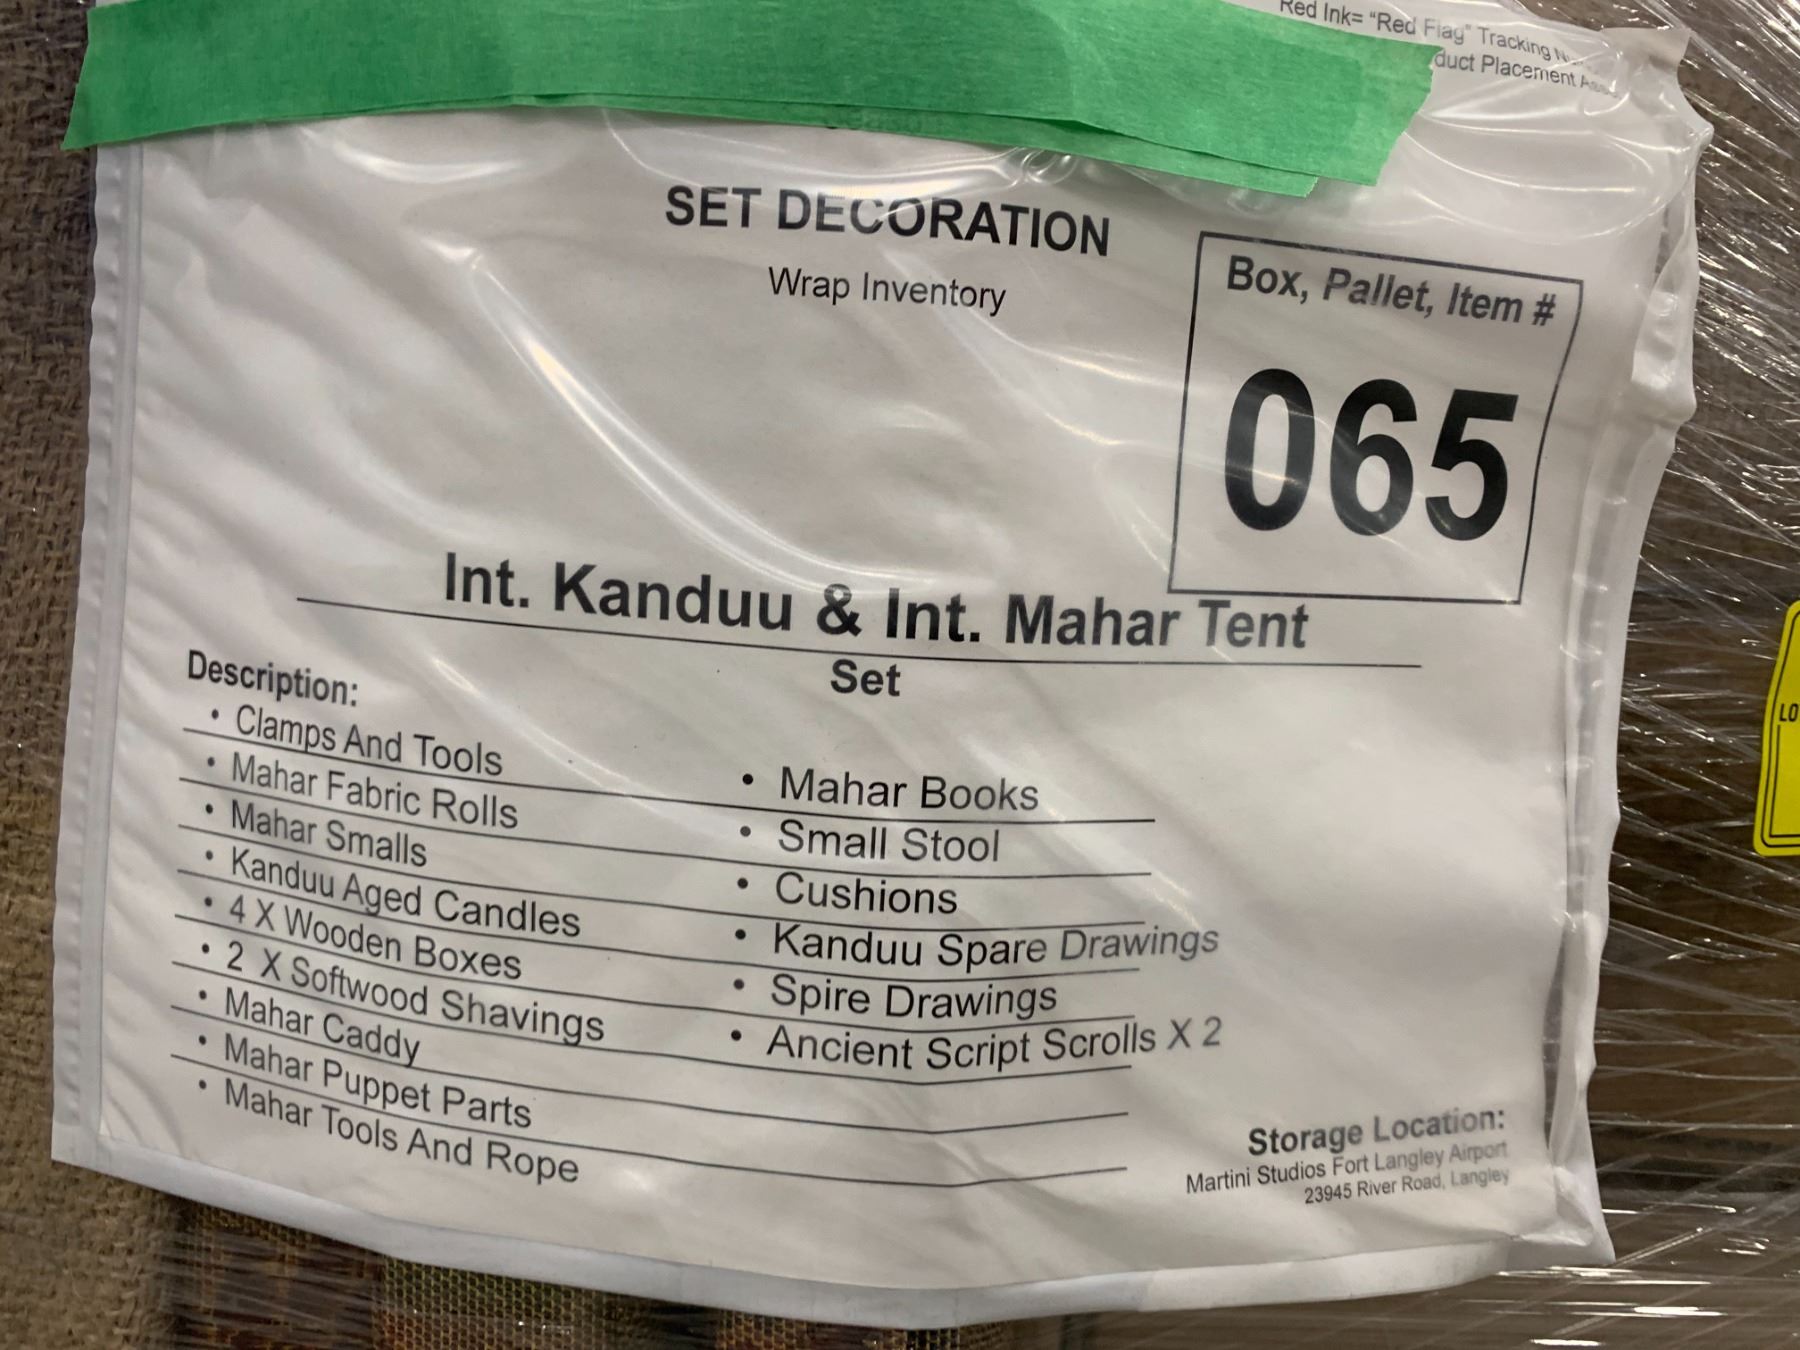 Red Ink= "Red Flag" Tracking
duct Placement
SET DECORATION
Wrap Inventory
Box, Pallet, Item #
065
Int. Kanduu & Int. Mahar Tent
Set
Description:
• Clamps And Tools
• Mahar Fabric Rolls
• Mahar Smalls
• Kanduu Aged Candles
• 4 X Wooden Boxes
• 2 X Softwood Shavings
• Mahar Caddy
• Mahar Puppet Parts
• Mahar Tools And Rope
• Mahar Books
• Small Stool
• Cushions
• Kanduu Spare Drawings
• Spire Drawings
• Ancient Script Scrolls X 2
Storage Location:
Martini Studios Fort Langley Airport
23945 River Road, Langley
LO